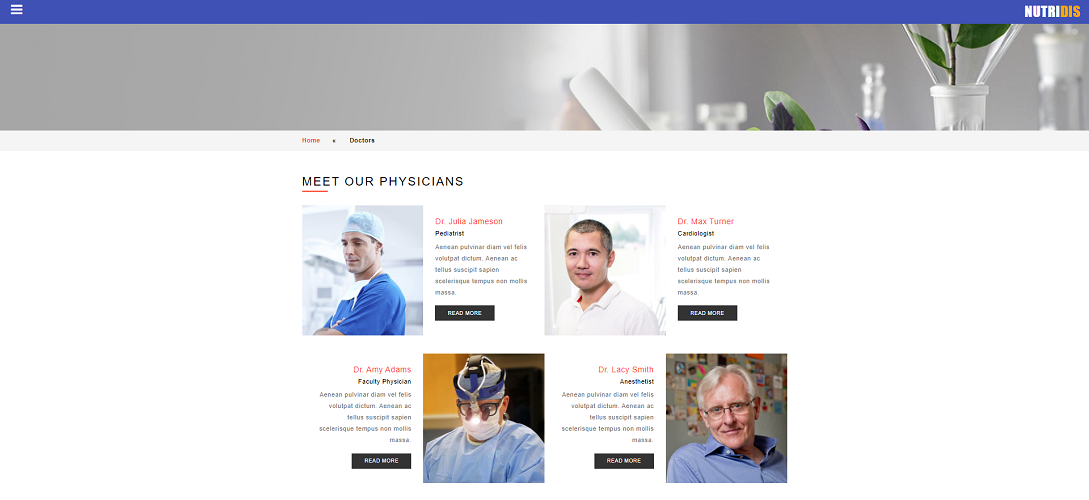 NUTRIDIS
Home × Doctors
MEET OUR PHYSICIANS
Dr. Julia Jameson
Pediatrist
Aenean pulvinar diam vel felis
volutpat dictum. Aenean ac
tellus suscipit sapien
scelerisque tempus non mollis
massa.
READ MORE
Dr. Max Turner
Cardiologist
Aenean pulvinar diam vel felis
volutpat dictum. Aenean ac
tellus suscipit sapien
scelerisque tempus non mollis
massa.
READ MORE
Dr. Amy Adams
Faculty Physician
Aenean pulvinar diam vel felis
volutpat dictum. Aenean ac
tellus suscipit sapien
scelerisque tempus non mollis
massa.
READ MORE
Dr. Lacy Smith
Anesthetist
Aenean pulvinar diam vel felis
volutpat dictum. Aenean ac
tellus suscipit sapien
scelerisque tempus non mollis
massa.
READ MORE